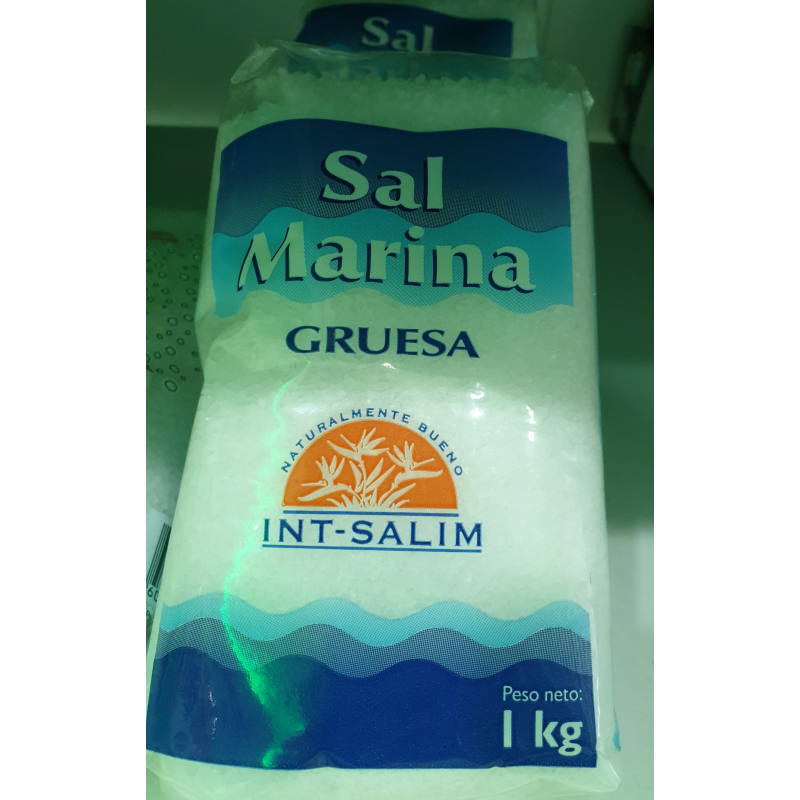 Sal
Sal
Marina
GRUESA
NATURALMENTE BUENO
INT-SALIM
Peso neto:
1 kg